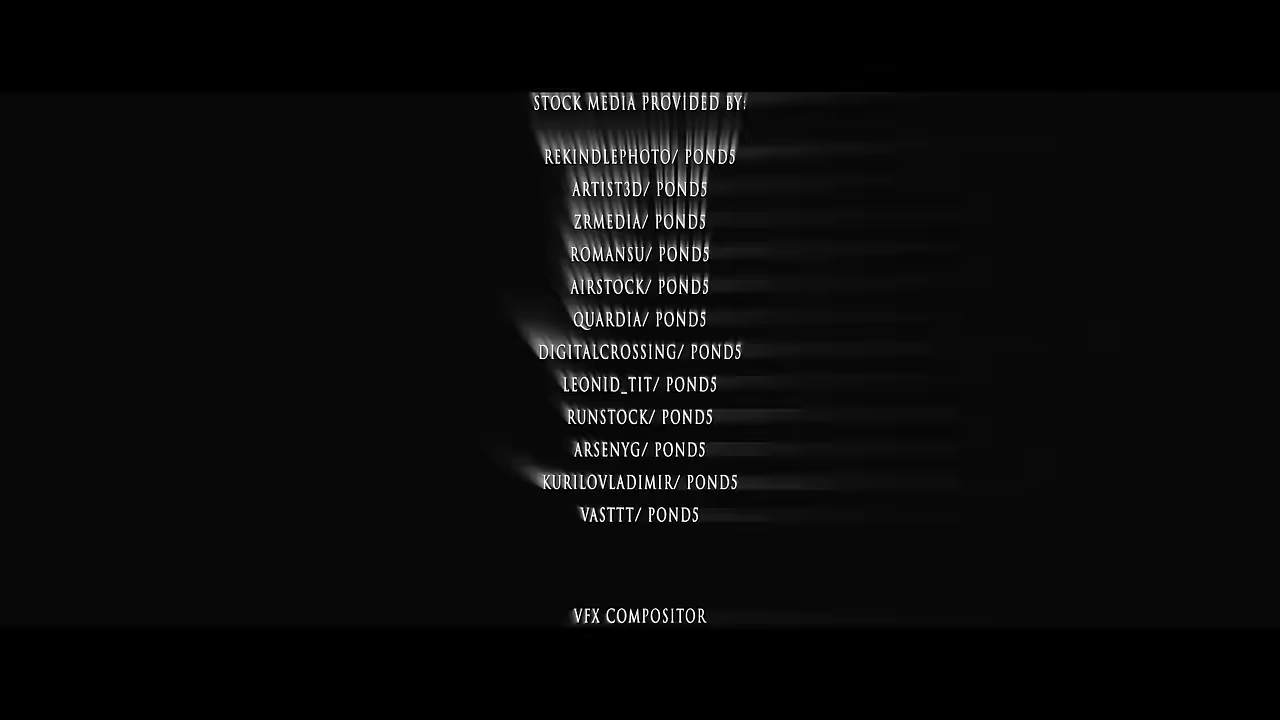 STOCK MEDIA PROVIDED BY:
REKINDLEPHOTO/ POND5
ARTIST3D/ POND5
ZRMEDIA/ POND5
ROMANSU/ POND5
AIRSTOCK/ POND5
QUARDIA/ POND5
DIGITALCROSSING/ POND5
LEONID_TIT/ POND5
RUNSTOCK/ POND5
ARSENYG/ POND5
KURILOVLADIMIR/ POND5
VASTTT/ POND5
VFX COMPOSITOR